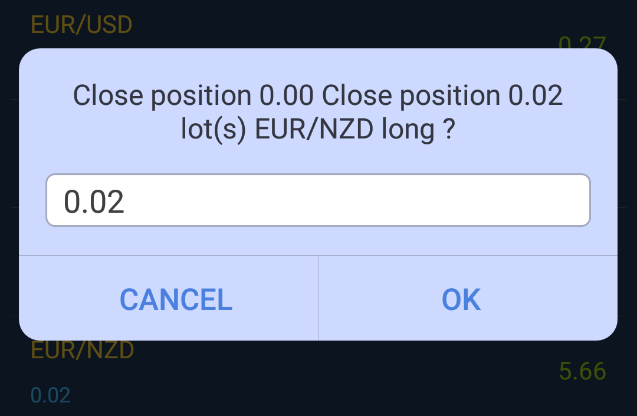 EUR/USD
0.27
Close position 0.00 Close position 0.02
lot(s) EUR/NZD long ?
0.02
CANCEL OK
EUR/NZD
5.66
0.02